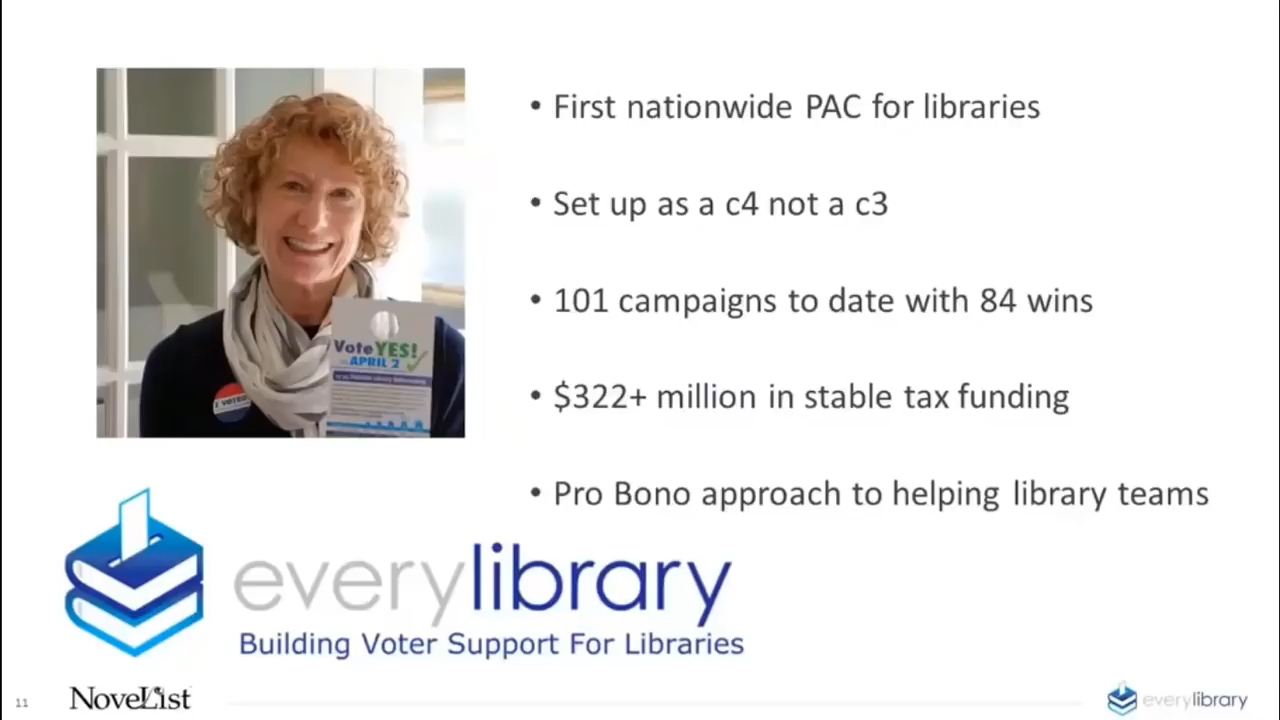 • First nationwide PAC for libraries
• Set up as a c4 not a c3
• 101 campaigns to date with 84 wins
• $322+ million in stable tax funding
• Pro Bono approach to helping library teams
Vote YES!
APRIL 2
I VOTED
everylibrary
Building Voter Support For Libraries
11
NoveList
everylibrary